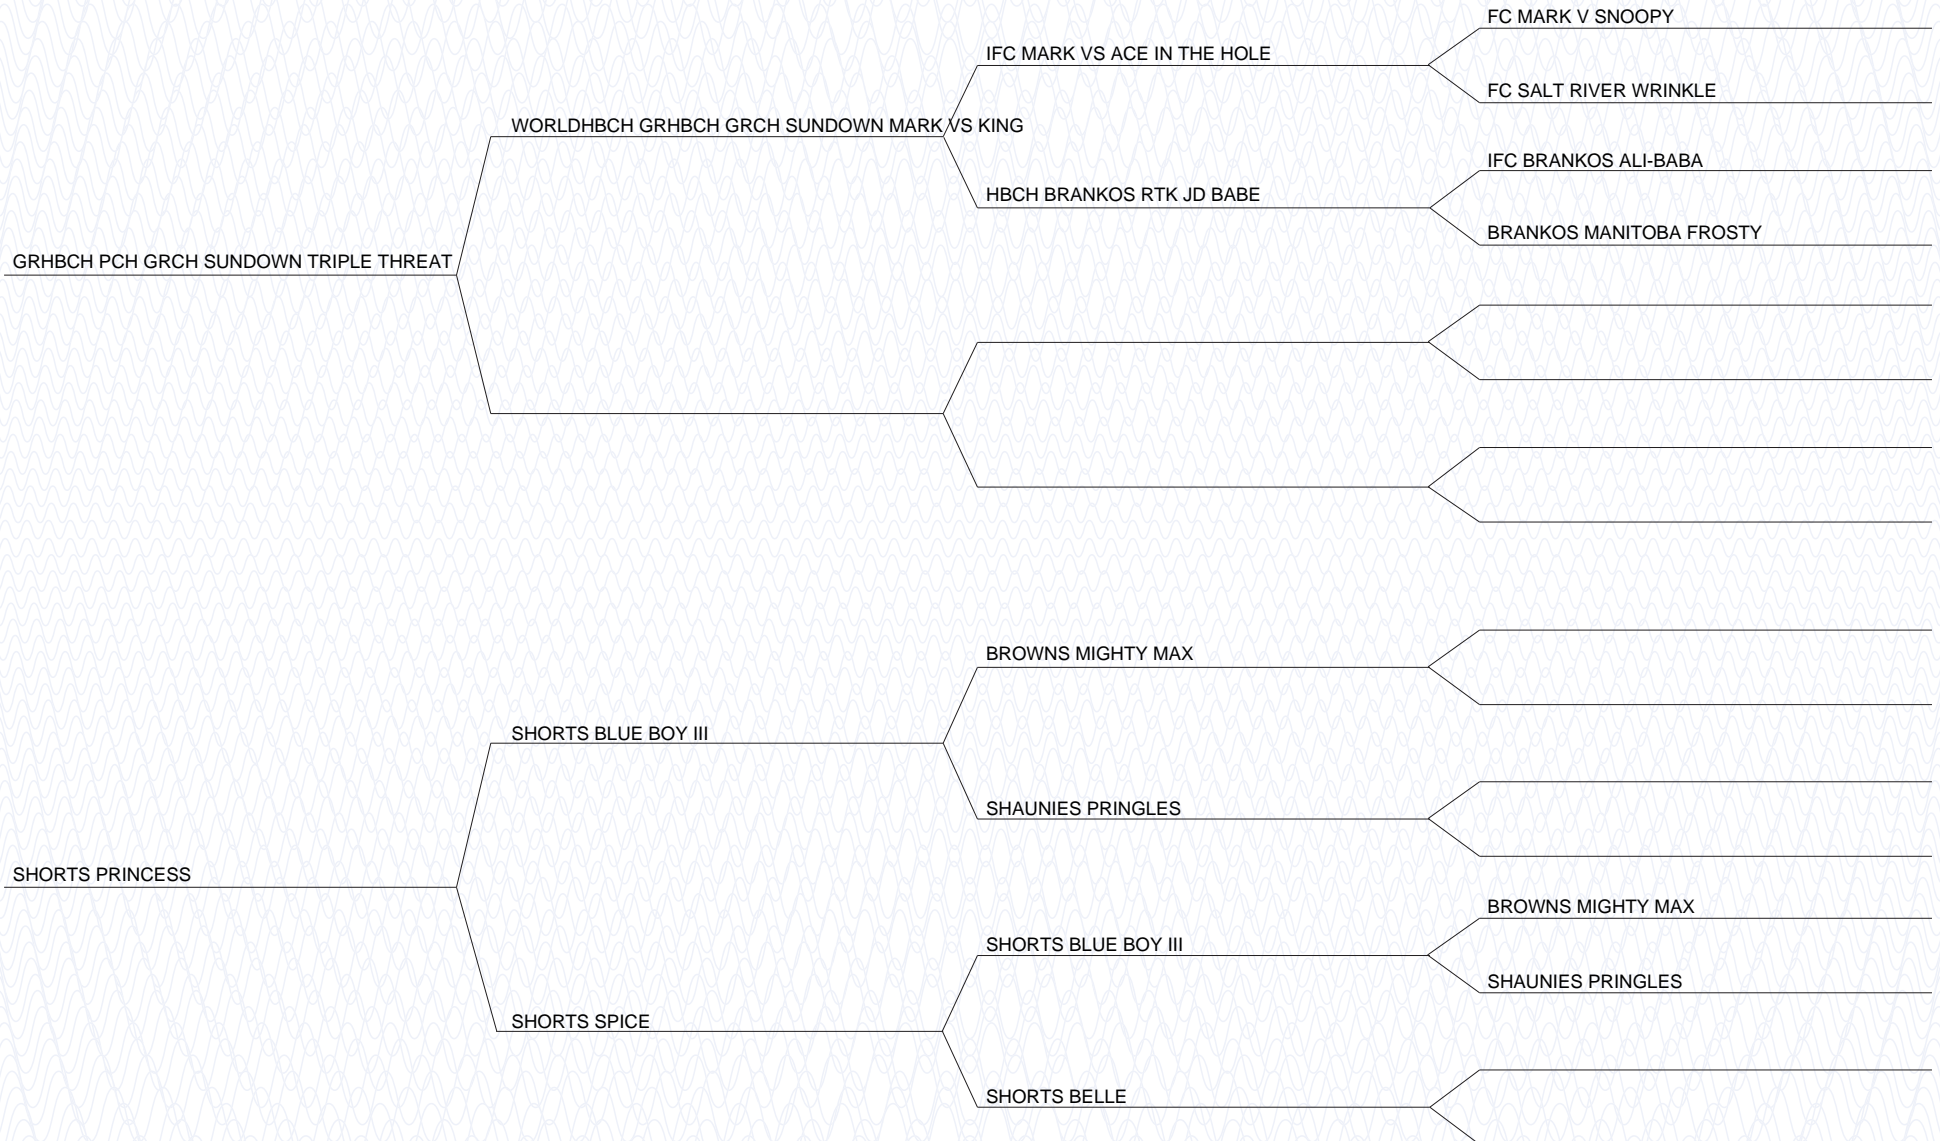 FC MARK V SNOOPY
IFC MARK VS ACE IN THE HOLE
FC SALT RIVER WRINKLE
WORLDHBCH GRHBCH GRCH SUNDOWN MARK VS KING
IFC BRANKOS ALI-BABA
HBCH BRANKOS RTK JD BABE
BRANKOS MANITOBA FROSTY
GRHBCH PCH GRCH SUNDOWN TRIPLE THREAT
BROWNS MIGHTY MAX
SHORTS BLUE BOY III
SHAUNIES PRINGLES
SHORTS PRINCESS
BROWNS MIGHTY MAX
SHORTS BLUE BOY III
SHAUNIES PRINGLES
SHORTS SPICE
SHORTS BELLE